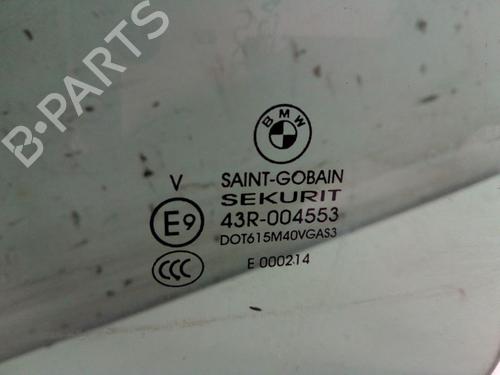 B-PARTS
BMW
V SAINT-GOBAIN
SEKURIT
E9 43R-004553
DOT615M40VGAS3
CCC E 000214